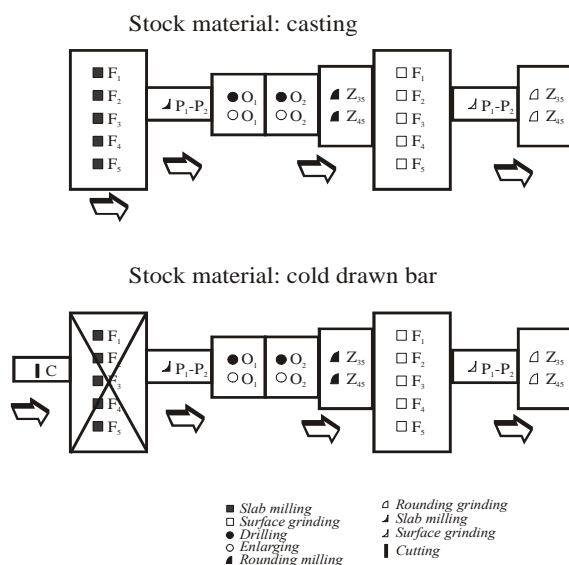 Stock material: casting
F1 F1
F2 F2
F3 P1-P2 O1 O2 Z35 F3 P1-P2 Z35
O1 O2 Z45 Z45
F4 F4
F5 F5
Stock material: cold drawn bar
F1 F1
F2 F2
C F3 P1-P2 O1 O2 Z35 F3 P1-P2 Z35
O1 O2 Z45 Z45
F4 F4
F5 F5
Slab milling
Surface grinding
Drilling
Enlarging
Rounding milling
Rounding grinding
Slab milling
Surface grinding
Cutting